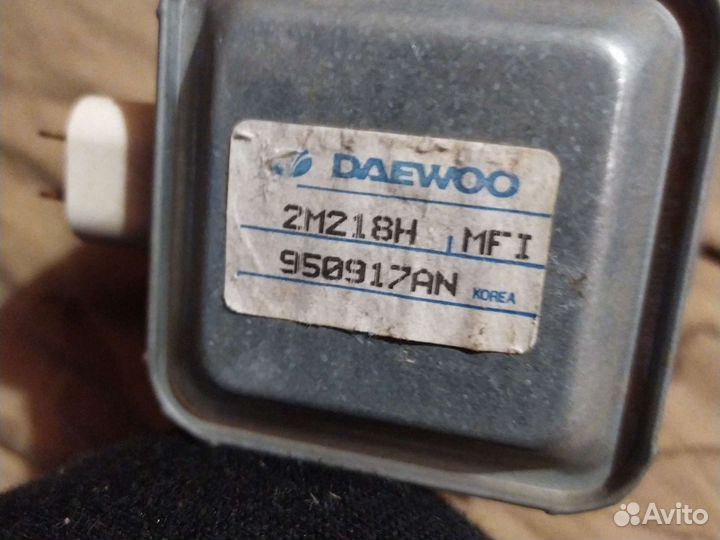 DAEWOO
2M218H MFI
950917AN KOREA
Avito